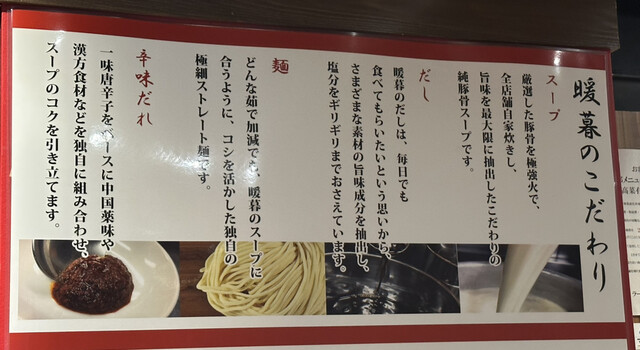 暖暮のこだわり
スープ
厳選した豚骨を極強火で、
全店舗自家炊きし、
旨味を最大限に抽出したこだわりの
純豚骨スープです。
だし
暖暮のだしは、毎日でも
食べてもらいたいという思いから、
さまざまな素材の旨味成分を抽出し、
塩分をギリギリまでおさえています。
麺
どんな茹で加減でも、暖暮のスープに
合うように、コシを活かした独自の
極細ストレート麺です。
辛味だれ
一味唐辛子をベースに中国薬味や
漢方食材などを独自に組み合わせ、
スープのコクを引き立てます。